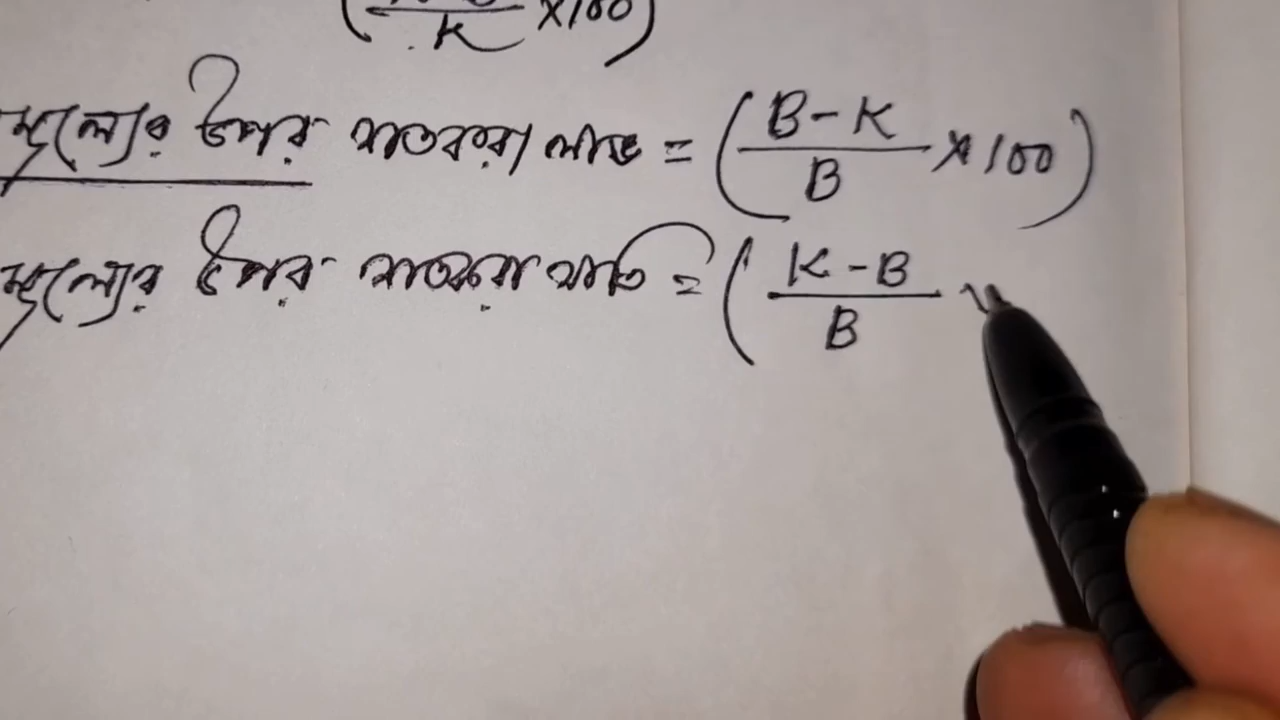 (K × 100)
মূল্যের উপর শতকরা লাভ = (B - K / B × 100)
মূল্যের উপর শতকরা ক্ষতি = (K - B / B